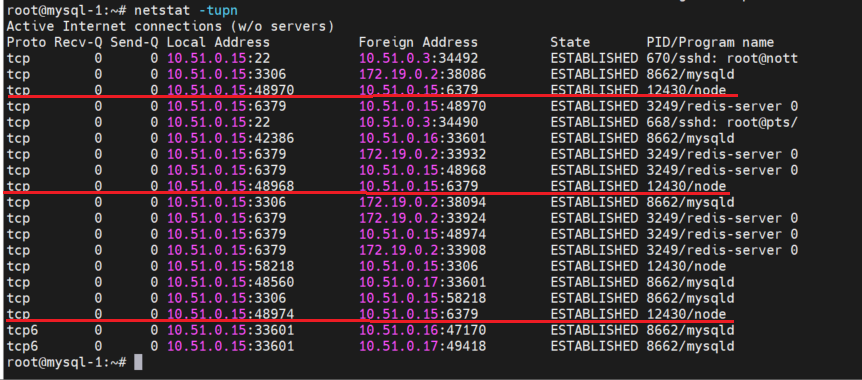 root@mysql-1:~# netstat -tupn
Active Internet connections (w/o servers)
Proto Recv-Q Send-Q Local Address           Foreign Address         State       PID/Program name
tcp        0      0 10.51.0.15:22           10.51.0.3:34492         ESTABLISHED 670/sshd: root@nott
tcp        0      0 10.51.0.15:3306         172.19.0.2:38086        ESTABLISHED 8662/mysqld
tcp        0      0 10.51.0.15:48970        10.51.0.15:6379         ESTABLISHED 12430/node
tcp        0      0 10.51.0.15:6379         10.51.0.15:48970        ESTABLISHED 3249/redis-server 0
tcp        0      0 10.51.0.15:22           10.51.0.3:34490         ESTABLISHED 668/sshd: root@pts/
tcp        0      0 10.51.0.15:42386        10.51.0.16:33601        ESTABLISHED 8662/mysqld
tcp        0      0 10.51.0.15:6379         172.19.0.2:33932        ESTABLISHED 3249/redis-server 0
tcp        0      0 10.51.0.15:6379         10.51.0.15:48968        ESTABLISHED 3249/redis-server 0
tcp        0      0 10.51.0.15:48968        10.51.0.15:6379         ESTABLISHED 12430/node
tcp        0      0 10.51.0.15:3306         172.19.0.2:38094        ESTABLISHED 8662/mysqld
tcp        0      0 10.51.0.15:6379         172.19.0.2:33924        ESTABLISHED 3249/redis-server 0
tcp        0      0 10.51.0.15:6379         10.51.0.15:48974        ESTABLISHED 3249/redis-server 0
tcp        0      0 10.51.0.15:6379         172.19.0.2:33908        ESTABLISHED 3249/redis-server 0
tcp        0      0 10.51.0.15:58218        10.51.0.15:3306         ESTABLISHED 12430/node
tcp        0      0 10.51.0.15:48560        10.51.0.17:33601        ESTABLISHED 8662/mysqld
tcp        0      0 10.51.0.15:3306         10.51.0.15:58218        ESTABLISHED 8662/mysqld
tcp        0      0 10.51.0.15:48974        10.51.0.15:6379         ESTABLISHED 12430/node
tcp6       0      0 10.51.0.15:33601        10.51.0.16:47170        ESTABLISHED 8662/mysqld
tcp6       0      0 10.51.0.15:33601        10.51.0.17:49418        ESTABLISHED 8662/mysqld
root@mysql-1:~#